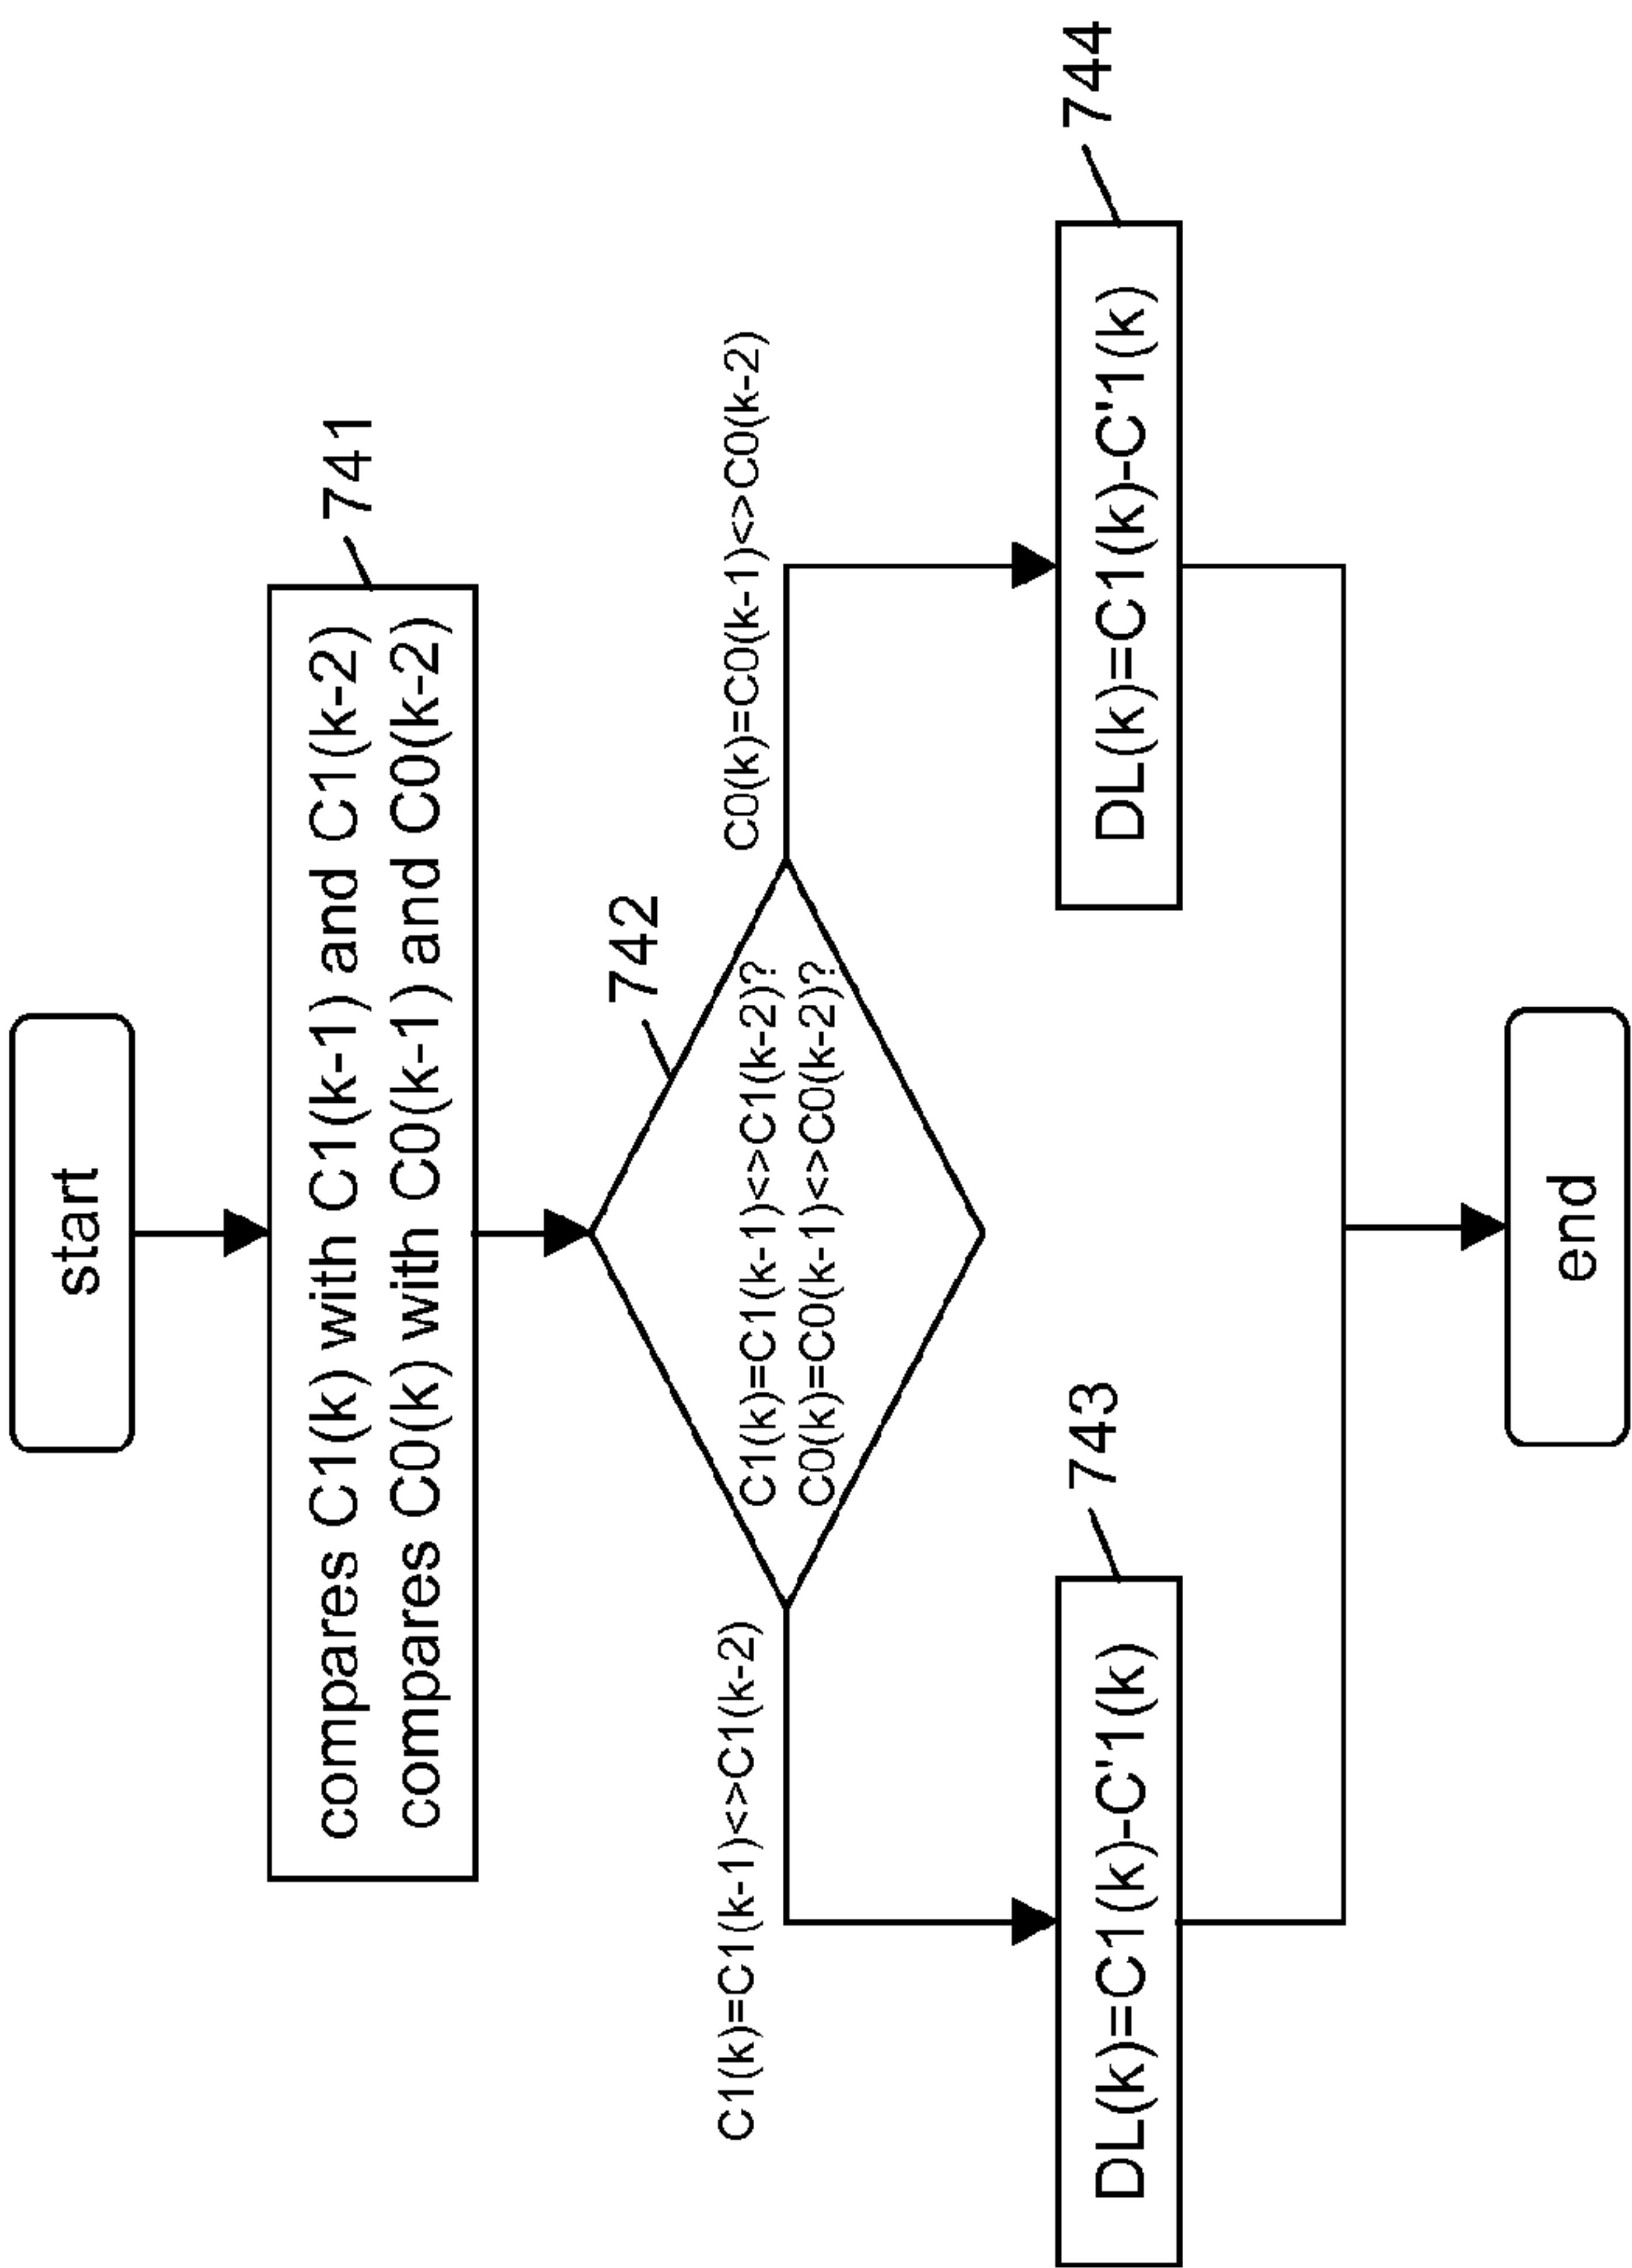 start
compares C1(k) with C1(k-1) and C1(k-2)
compares C0(k) with C0(k-1) and C0(k-2)
741
742
C1(k)=C1(k-1)<>C1(k-2)
C1(k)=C1(k-1)<>C1(k-2)?
C0(k)=C0(k-1)<>C0(k-2)?
C0(k)=C0(k-1)<>C0(k-2)
743
DL(k)=C1(k)-C'1(k)
744
DL(k)=C1(k)-C'1(k)
end